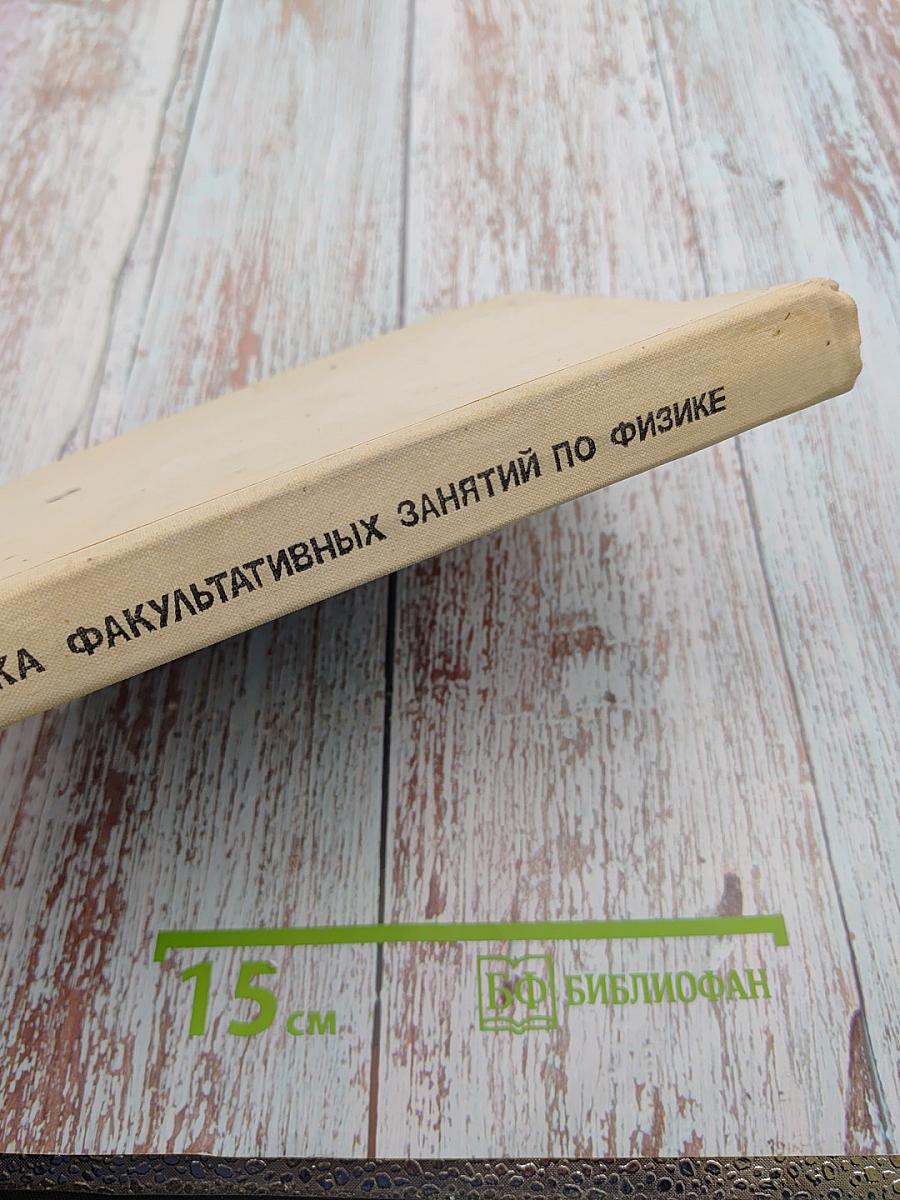 КА ФАКУЛЬТАТИВНЫХ ЗАНЯТИЙ ПО ФИЗИКЕ
15 см
БФ БИБЛИОФАН